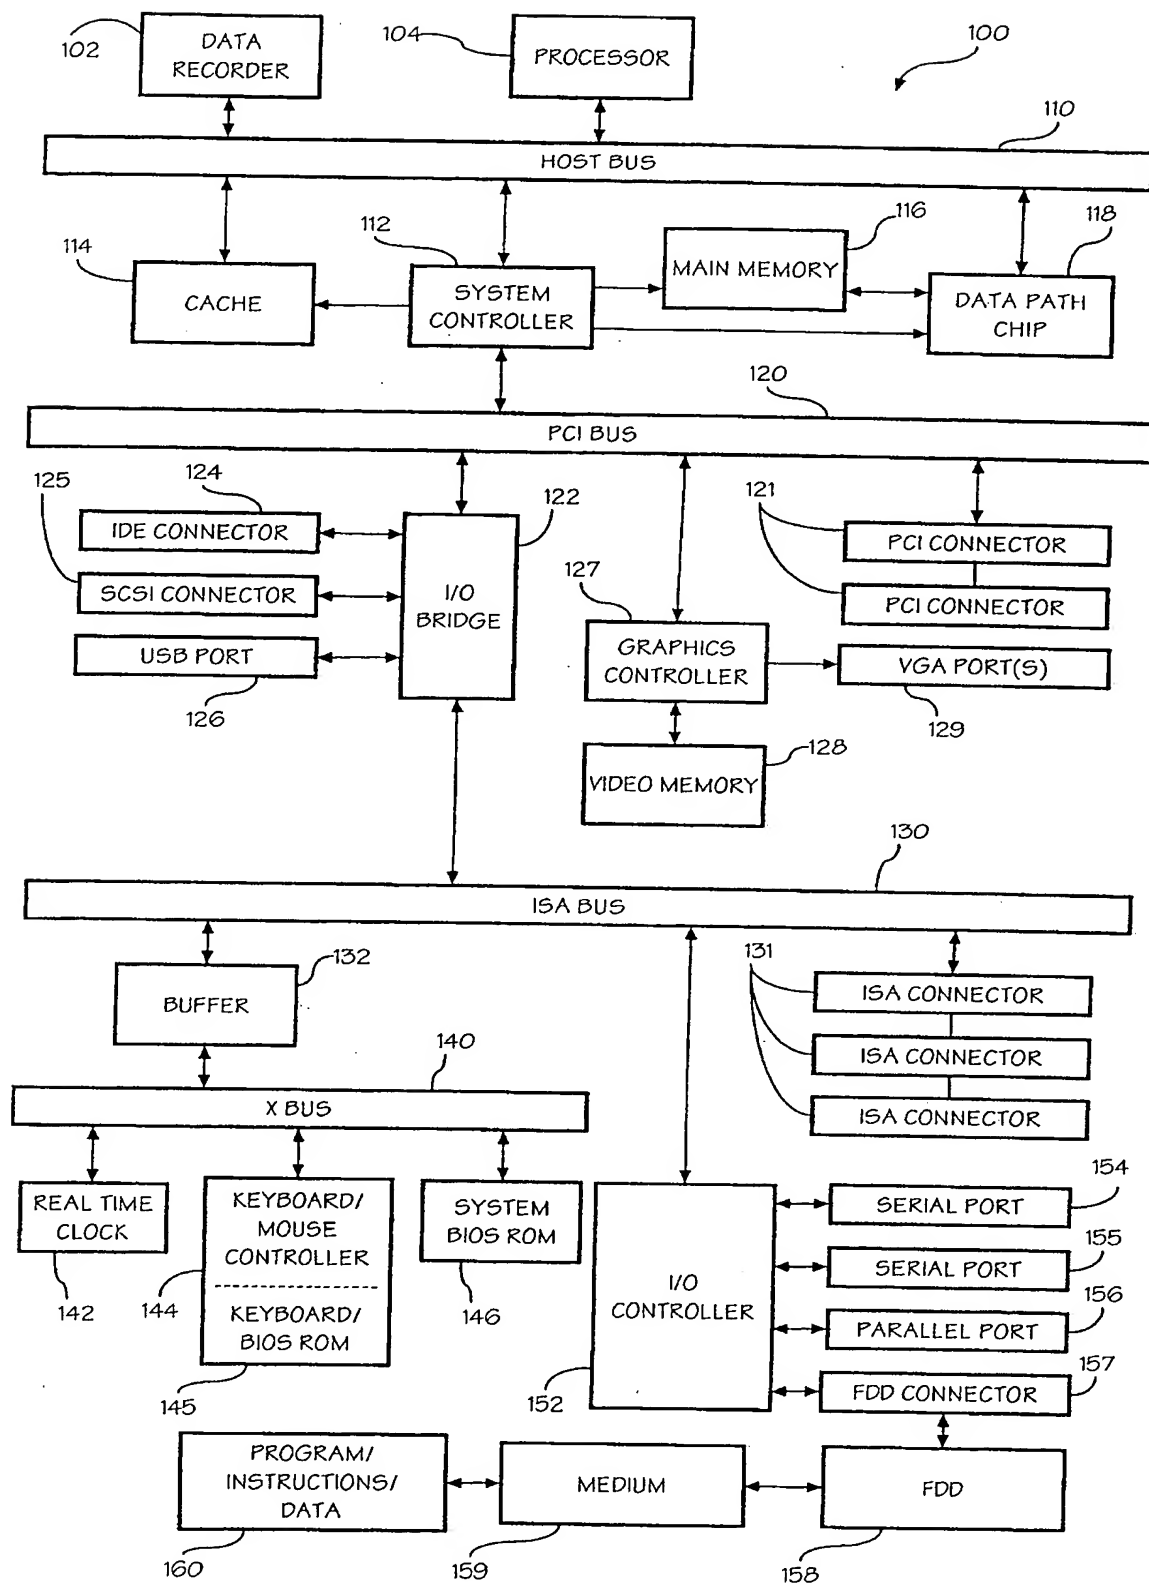 102
DATA
RECORDER
104
PROCESSOR
100
110
HOST BUS
114
CACHE
112
SYSTEM
CONTROLLER
116
MAIN MEMORY
118
DATA PATH
CHIP
120
PCI BUS
124
125
IDE CONNECTOR
SCSI CONNECTOR
USB PORT
126
122
I/O
BRIDGE
127
GRAPHICS
CONTROLLER
128
VIDEO MEMORY
121
PCI CONNECTOR
PCI CONNECTOR
VGA PORT(S)
129
130
ISA BUS
132
BUFFER
131
ISA CONNECTOR
ISA CONNECTOR
ISA CONNECTOR
140
X BUS
REAL TIME
CLOCK
142
KEYBOARD/
MOUSE
CONTROLLER
144
KEYBOARD/
BIOS ROM
145
SYSTEM
BIOS ROM
146
I/O
CONTROLLER
152
154
SERIAL PORT
155
SERIAL PORT
156
PARALLEL PORT
157
FDD CONNECTOR
PROGRAM/
INSTRUCTIONS/
DATA
160
MEDIUM
159
FDD
158